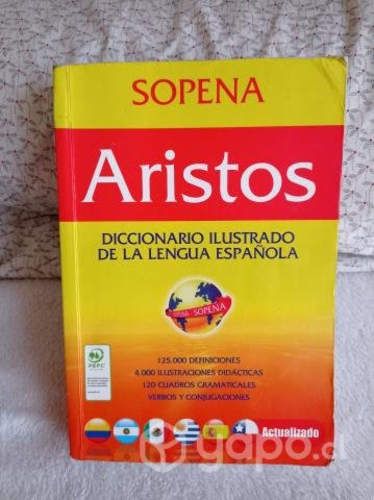 SOPENA
Aristos
DICCIONARIO ILUSTRADO
DE LA LENGUA ESPAÑOLA
SOPENA
125.000 DEFINICIONES
4.000 ILUSTRACIONES DIDÁCTICAS
120 CUADROS GRAMATICALES
VERBOS Y CONJUGACIONES
PEFC
Actualizado
yapo.cl